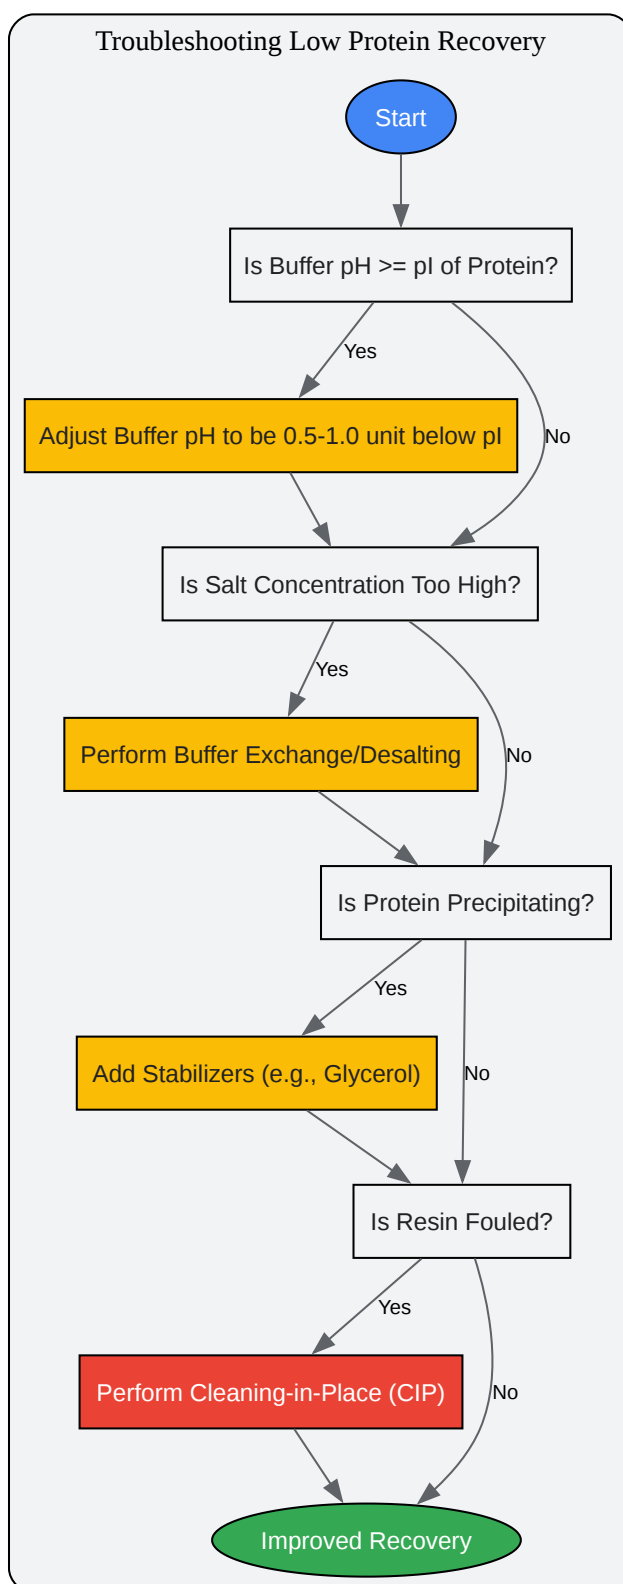 Troubleshooting Low Protein Recovery
Start
Is Buffer pH >= pI of Protein?
Yes
Adjust Buffer pH to be 0.5-1.0 unit below pI
No
Is Salt Concentration Too High?
Yes
Perform Buffer Exchange/Desalting
No
Is Protein Precipitating?
Yes
Add Stabilizers (e.g., Glycerol)
No
Is Resin Fouled?
Yes
Perform Cleaning-in-Place (CIP)
No
Improved Recovery